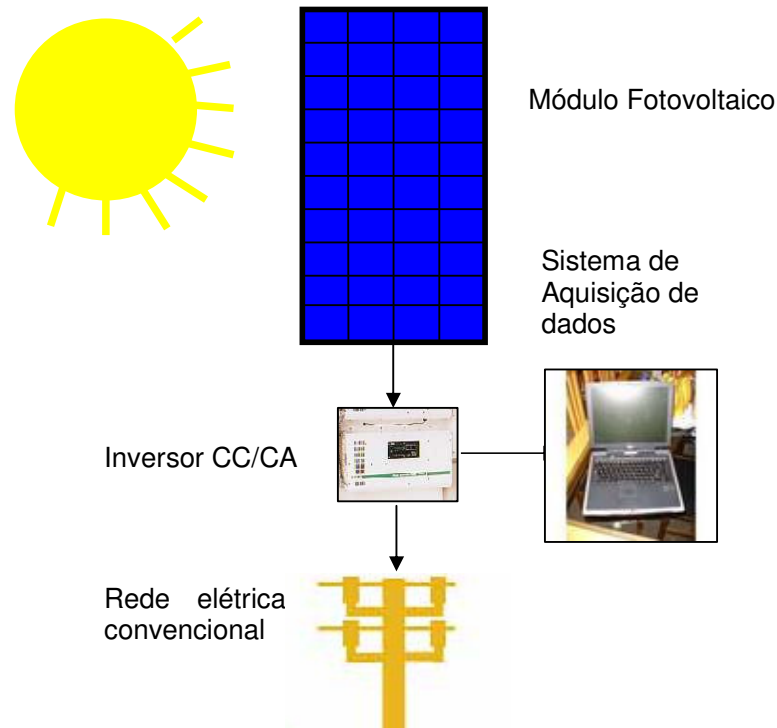 Módulo Fotovoltaico
Sistema de
Aquisição de
dados
Inversor CC/CA
Rede elétrica
convencional